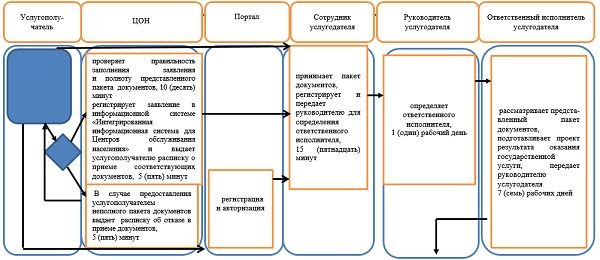 Услугополу-
чатель
ЦОН
Портал
Сотрудник
услугодателя
Руководитель
услугодателя
Ответственный исполнитель
услугодателя
проверяет правильность
заполнения заявления
и полноту представленного
пакета документов, 10 (десять)
минут
регистрирует заявление в
информационной системе
«Интегрированная
информационная система для
Центров обслуживания
населения» и выдает
услугополучателю расписку о
приеме соответствующих
документов, 5 (пять) минут
В случае предоставления
услугополучателем
неполного пакета документов
выдает расписку об отказе в
приеме документов,
5 (пять) минут
регистрация
и авторизация
принимает пакет
документов,
регистрирует и
передает
руководителю для
определения
ответственного
исполнителя,
15 (пятнадцать)
минут
определяет
ответственного
исполнителя,
1 (один) рабочий день
рассматривает предста-
вленный пакет
документов,
подготавливает проект
результата оказания
государственной
услуги, передает
руководителю
услугодателя
7 (семь) рабочих дней